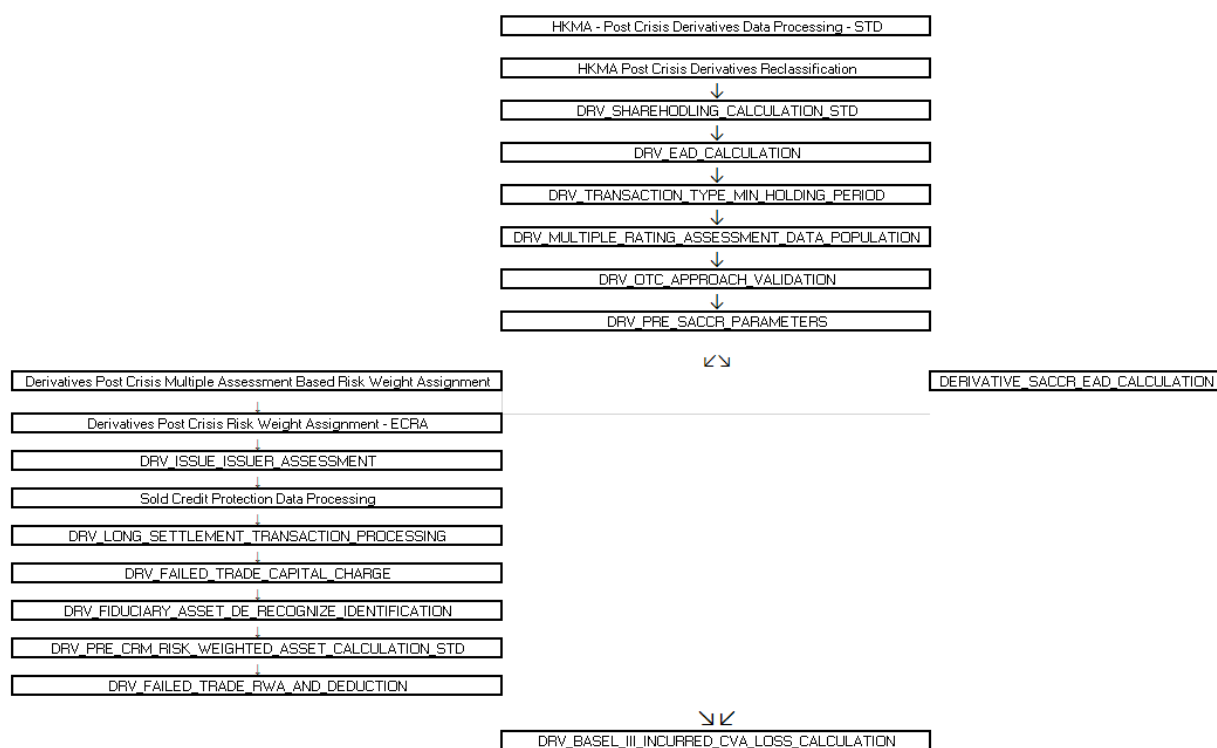 HKMA - Post Crisis Derivatives Data Processing - STD
HKMA Post Crisis Derivatives Reclassification
DRV_SHAREHODLING_CALCULATION_STD
DRV_EAD_CALCULATION
DRV_TRANSACTION_TYPE_MIN_HOLDING_PERIOD
DRV_MULTIPLE_RATING_ASSESSMENT_DATA_POPULATION
DRV_OTC_APPROACH_VALIDATION
DRV_PRE_SACCR_PARAMETERS
Derivatives Post Crisis Multiple Assessment Based Risk Weight Assignment
DERIVATIVE_SACCR_EAD_CALCULATION
Derivatives Post Crisis Risk Weight Assignment - ECRA
DRV_ISSUE_ISSUER_ASSESSMENT
Sold Credit Protection Data Processing
DRV_LONG_SETTLEMENT_TRANSACTION_PROCESSING
DRV_FAILED_TRADE_CAPITAL_CHARGE
DRV_FIDUCIARY_ASSET_DE_RECOGNIZE_IDENTIFICATION
DRV_PRE_CRM_RISK_WEIGHTED_ASSET_CALCULATION_STD
DRV_FAILED_TRADE_RWA_AND_DEDUCTION
DRV_BASEL_III_INCURRED_CVA_LOSS_CALCULATION